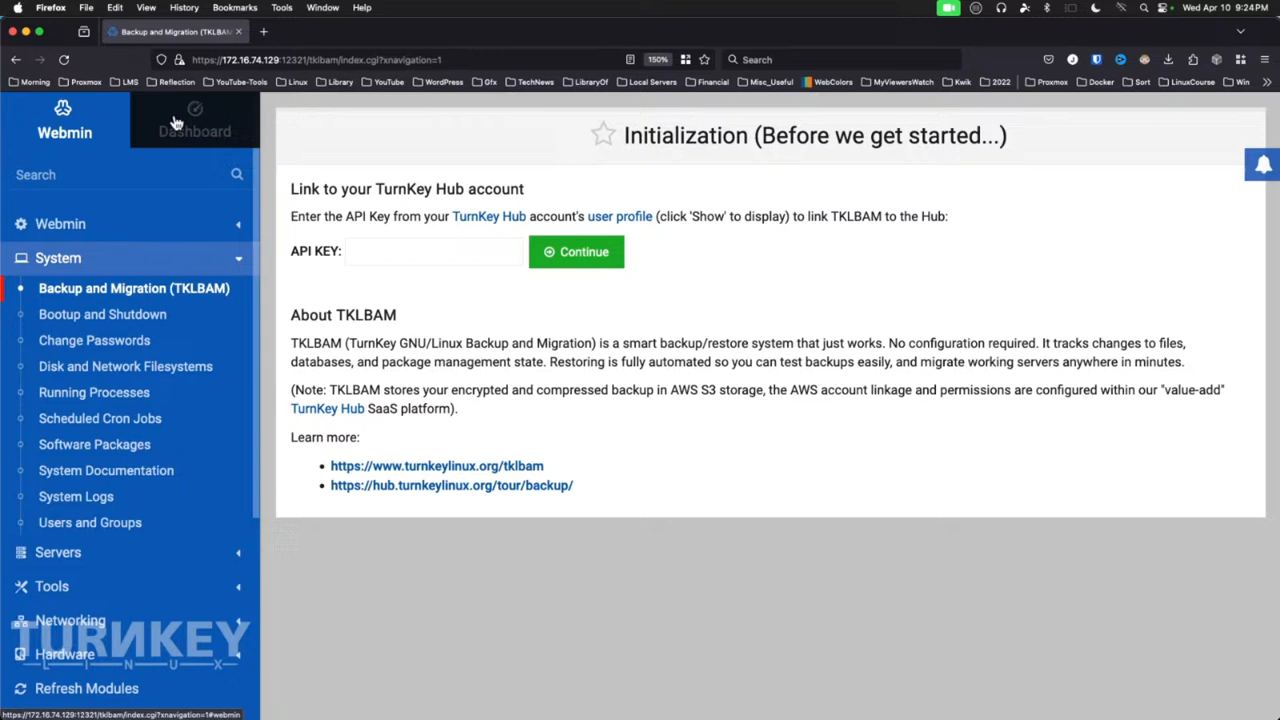 Firefox File Edit View History Bookmarks Tools Window Help Wed Apr 10 9:24 PM
Backup and Migration (TKLBAM
https://172.16.74.129:12321/tklbam/index.cgi?xnavigation=1 150% Search
Morning Proxmox LMS Reflection YouTube-Tools Linux Library YouTube WordPress Gfx TechNews LibraryOf Local Servers Financial Misc_Useful WebColors MyViewersWatch Kwik 2022 Proxmox Docker Sort LinuxCourse Win
Webmin
Dashboard
Search
Webmin
System
Backup and Migration (TKLBAM)
Bootup and Shutdown
Change Passwords
Disk and Network Filesystems
Running Processes
Scheduled Cron Jobs
Software Packages
System Documentation
System Logs
Users and Groups
Servers
Tools
Networking
Hardware
Refresh Modules
TURNKEY
LINUX
https://172.16.74.129:12321/tklbam/index.cgi?xnavigation=1#webmin
Initialization (Before we get started...)
Link to your TurnKey Hub account
Enter the API Key from your TurnKey Hub account's user profile (click 'Show' to display) to link TKLBAM to the Hub:
API KEY: Continue
About TKLBAM
TKLBAM (TurnKey GNU/Linux Backup and Migration) is a smart backup/restore system that just works. No configuration required. It tracks changes to files,
databases, and package management state. Restoring is fully automated so you can test backups easily, and migrate working servers anywhere in minutes.
(Note: TKLBAM stores your encrypted and compressed backup in AWS S3 storage, the AWS account linkage and permissions are configured within our "value-add"
TurnKey Hub SaaS platform).
Learn more:
https://www.turnkeylinux.org/tklbam
https://hub.turnkeylinux.org/tour/backup/